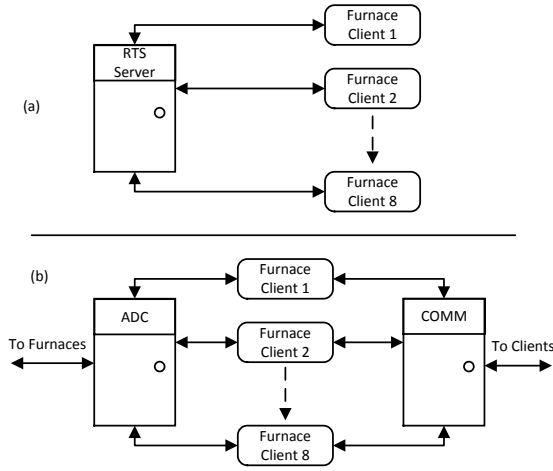 Furnace
Client 1
RTS
Server
Furnace
Client 2
(a)
Furnace
Client 8
(b)
Furnace
Client 1
ADC
COMM
To Furnaces
Furnace
Client 2
To Clients
Furnace
Client 8